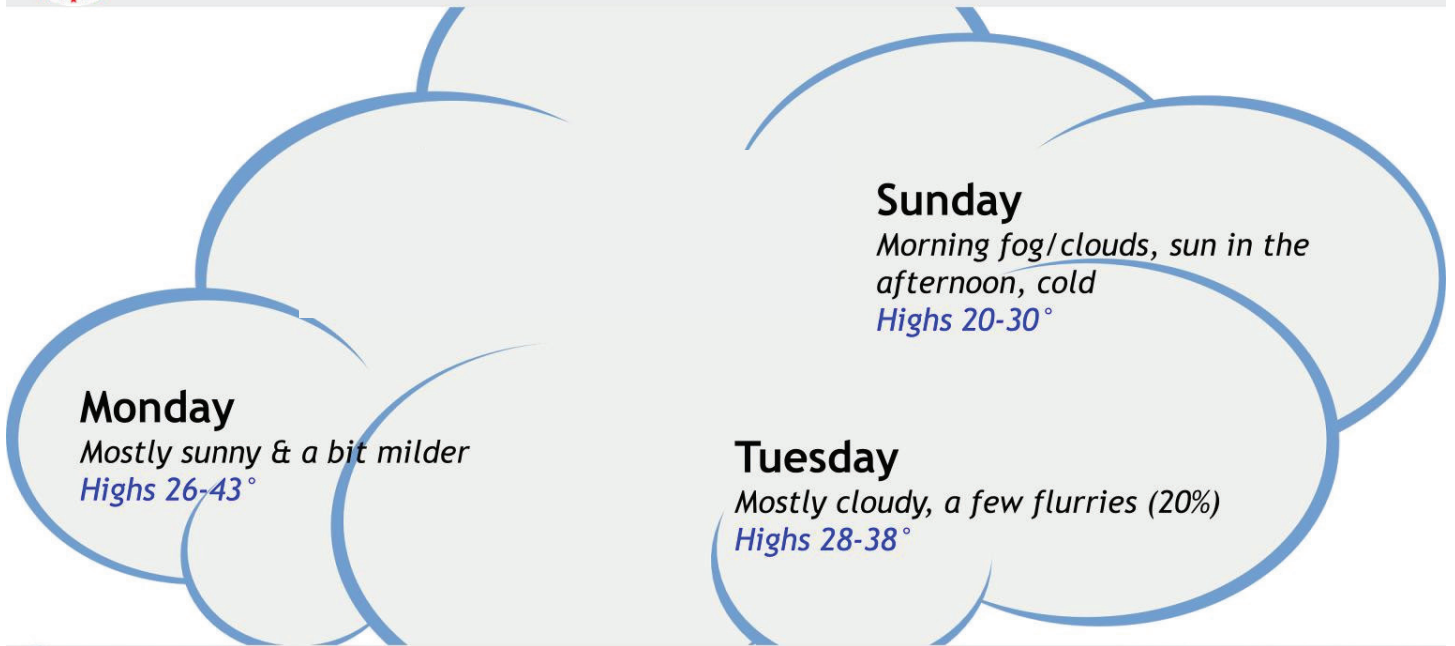 Sunday
Morning fog/clouds, sun in the
afternoon, cold
Highs 20-30°
Monday
Mostly sunny & a bit milder
Highs 26-43°
Tuesday
Mostly cloudy, a few flurries (20%)
Highs 28-38°